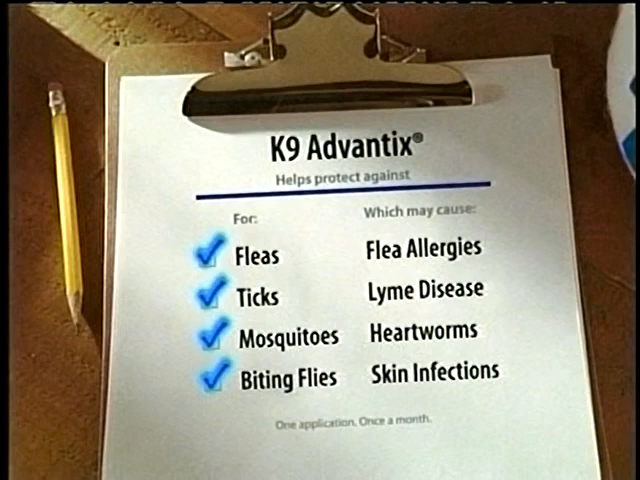 K9 Advantix®
Helps protect against
For: Which may cause:
Fleas Flea Allergies
Ticks Lyme Disease
Mosquitoes Heartworms
Biting Flies Skin Infections
One application. Once a month.